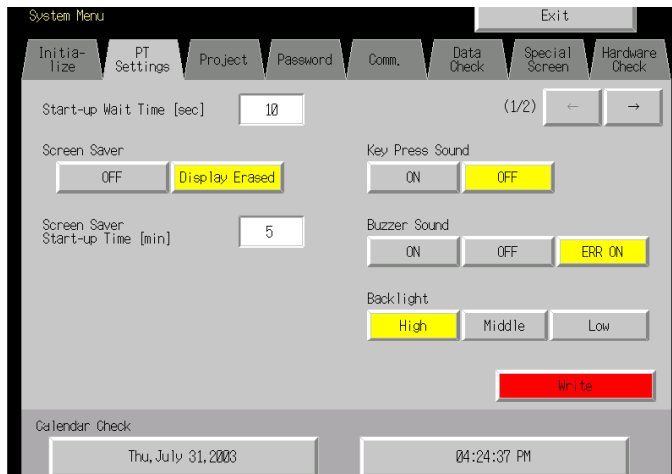 System Menu
Exit
Initia-
lize
PT
Settings
Project
Password
Comm.
Data
Check
Special
Screen
Hardware
Check
Start-up Wait Time [sec]
10
(1/2)
←
→
Screen Saver
OFF
Display Erased
Key Press Sound
ON
OFF
Screen Saver
Start-up Time [min]
5
Buzzer Sound
ON
OFF
ERR ON
Backlight
High
Middle
Low
Write
Calendar Check
Thu,July 31,2003
04:24:37 PM